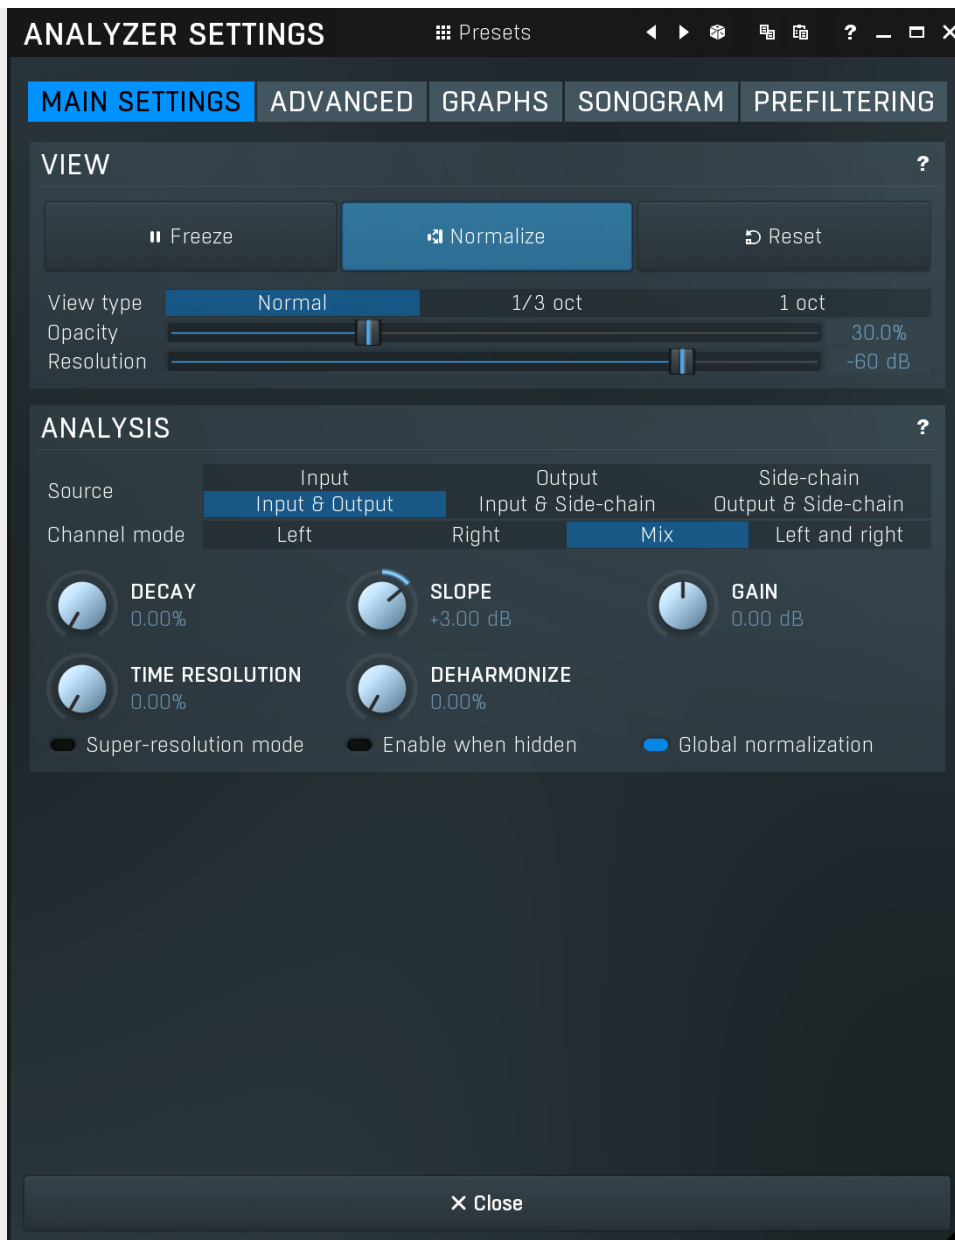 ANALYZER SETTINGS Presets ?
MAIN SETTINGS ADVANCED GRAPHS SONOGRAM PREFILTERING
VIEW ?
Freeze Normalize Reset
View type Normal 1/3 oct 1 oct
Opacity 30.0%
Resolution -60 dB
ANALYSIS ?
Source Input Output Side-chain
Input & Output Input & Side-chain Output & Side-chain
Channel mode Left Right Mix Left and right
DECAY SLOPE GAIN
0.00% +3.00 dB 0.00 dB
TIME RESOLUTION DEHARMONIZE
0.00% 0.00%
Super-resolution mode Enable when hidden Global normalization
Close